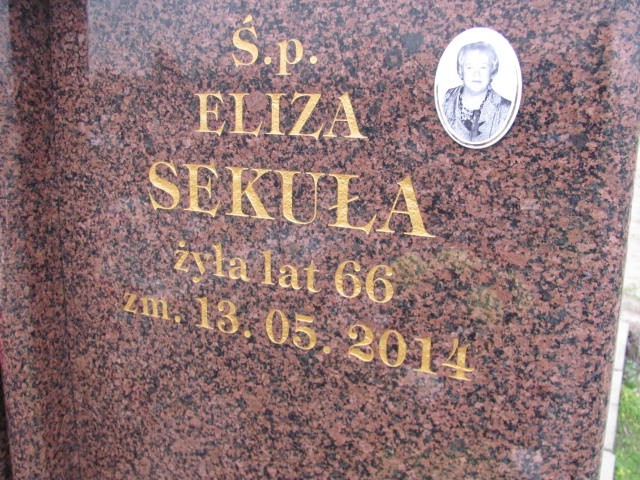 Ś.p.
ELIZA
SEKUŁA
żyła lat 66
zm. 13. 05. 2014